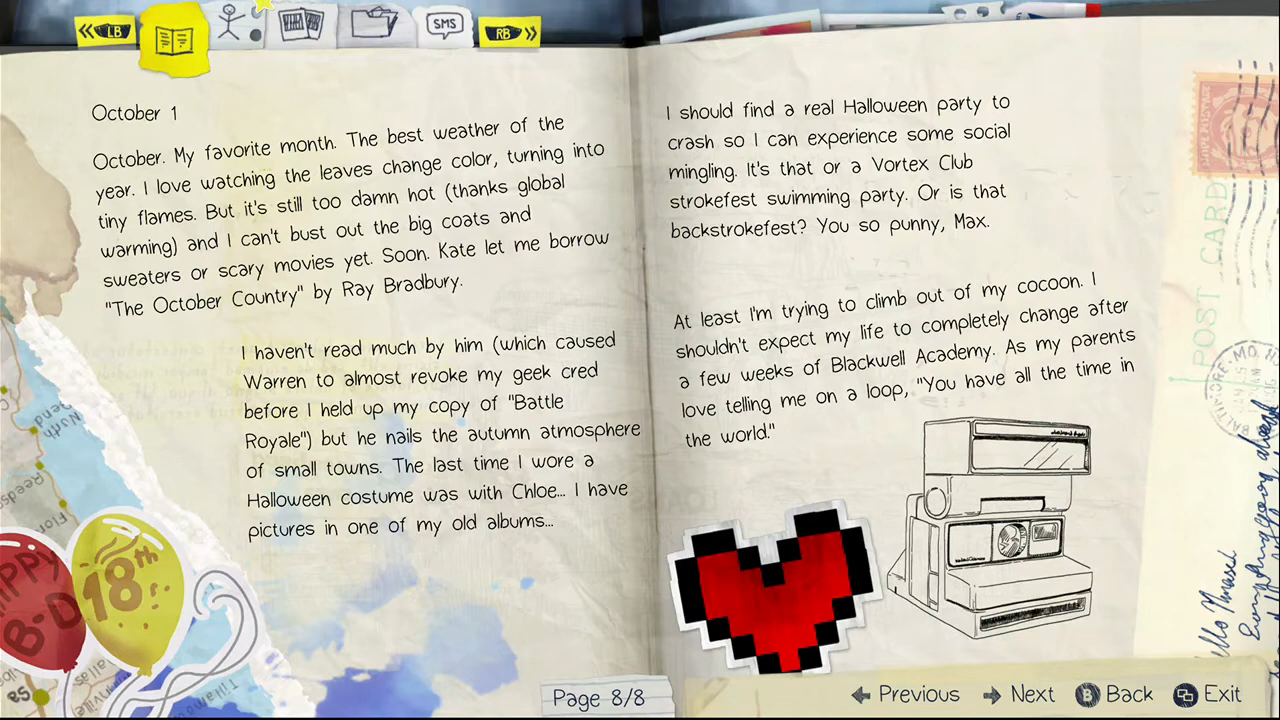 LB
SMS
RB
October 1
October. My favorite month. The best weather of the
year. I love watching the leaves change color, turning into
tiny flames. But it's still too damn hot (thanks global
warming) and I can't bust out the big coats and
sweaters or scary movies yet. Soon. Kate let me borrow
"The October Country" by Ray Bradbury.
I haven't read much by him (which caused
Warren to almost revoke my geek cred
before I held up my copy of "Battle
Royale") but he nails the autumn atmosphere
of small towns. The last time I wore a
Halloween costume was with Chloe... I have
pictures in one of my old albums...
I should find a real Halloween party to
crash so I can experience some social
mingling. It's that or a Vortex Club
strokefest swimming party. Or is that
backstrokefest? You so punny, Max.
At least I'm trying to climb out of my cocoon. I
shouldn't expect my life to completely change after
a few weeks of Blackwell Academy. As my parents
love telling me on a loop, "You have all the time in
the world."
B-D
18th
POST CARD
North
Bend
Page 8/8
Previous
Next
B
Back
Exit